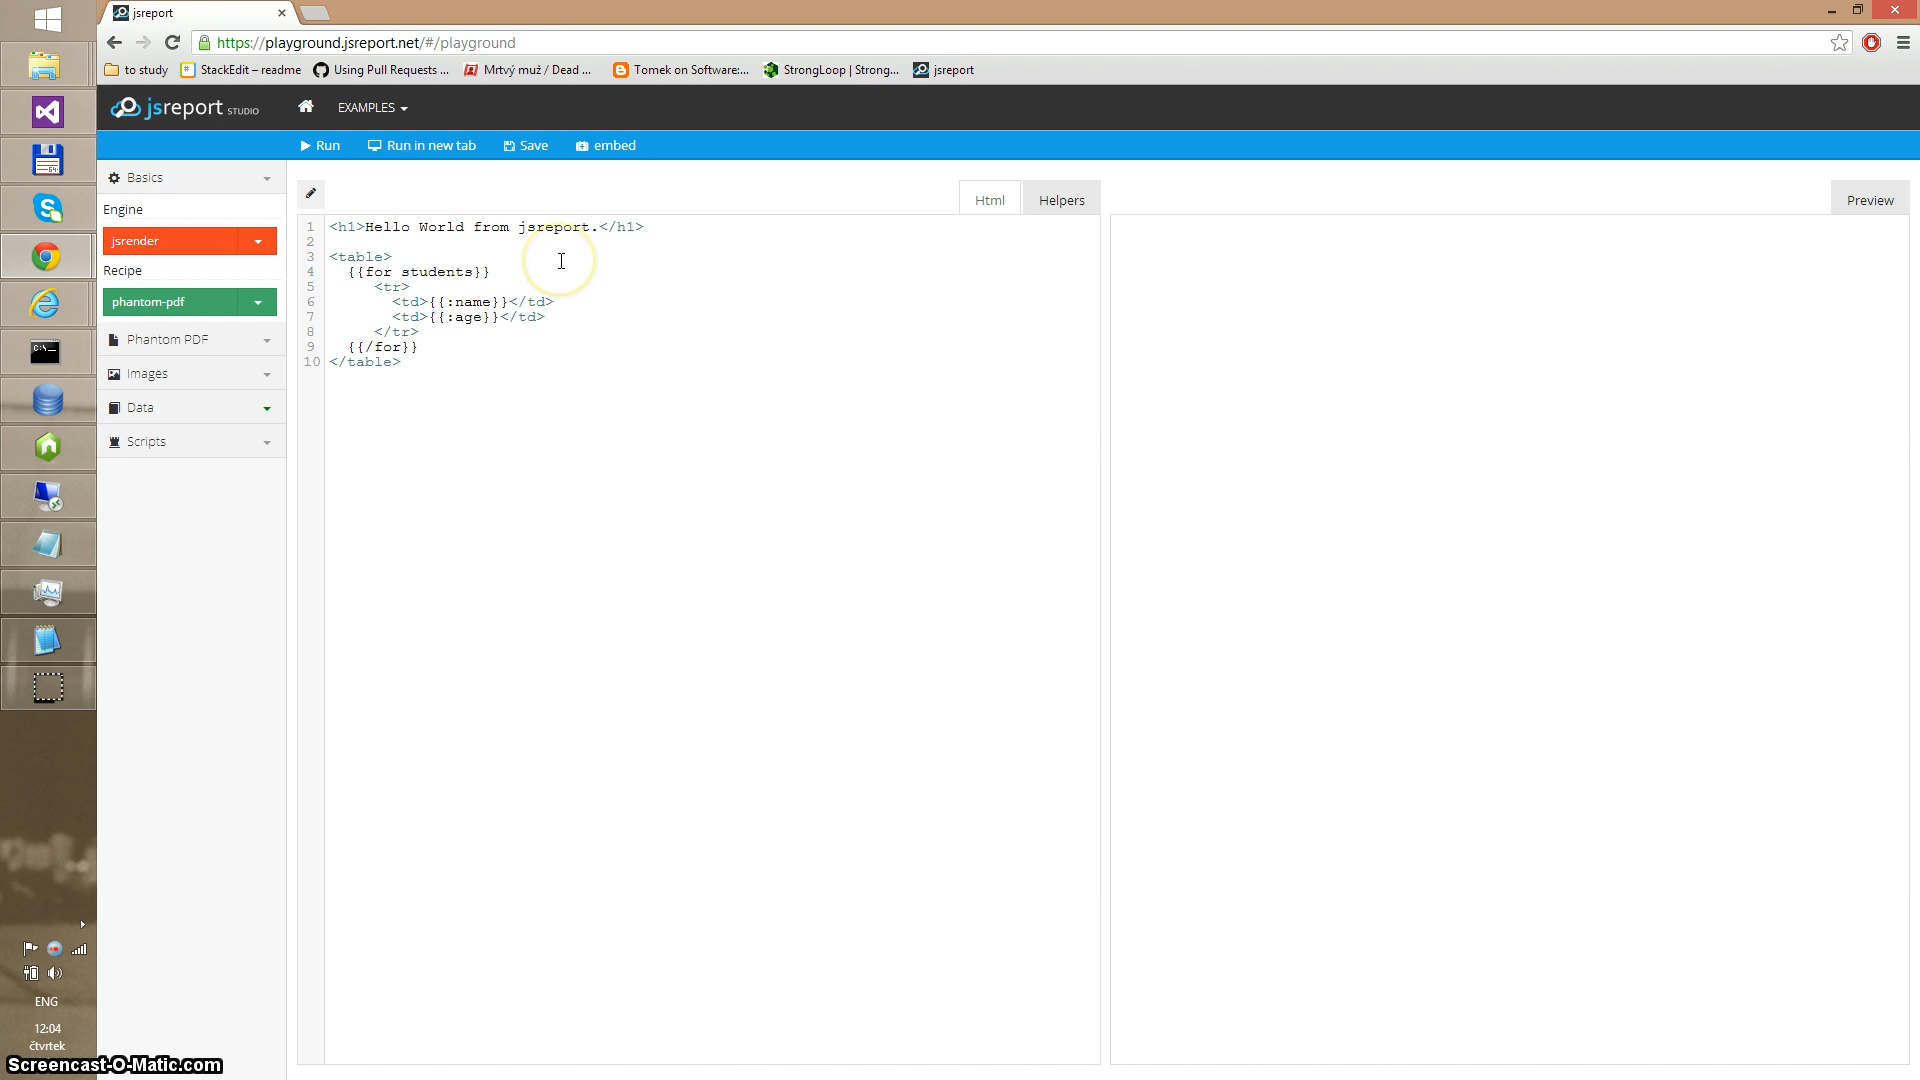 jsreport
https://playground.jsreport.net/#/playground
to study
StackEdit – readme
Using Pull Requests ...
Mrtvý muž / Dead ...
Tomek on Software:...
StrongLoop | Strong...
jsreport
jsreport STUDIO
EXAMPLES
Run
Run in new tab
Save
embed
Basics
Engine
jsrender
Recipe
phantom-pdf
Phantom PDF
Images
Data
Scripts
Html
Helpers
Preview
1 <h1>Hello World from jsreport.</h1>
2
3 <table>
4 {{for students}}
5 <tr>
6 <td>{{:name}}</td>
7 <td>{{:age}}</td>
8 </tr>
9 {{/for}}
10 </table>
C:\
64
ENG
12:04
čtvrtek
Screencast-O-Matic.com